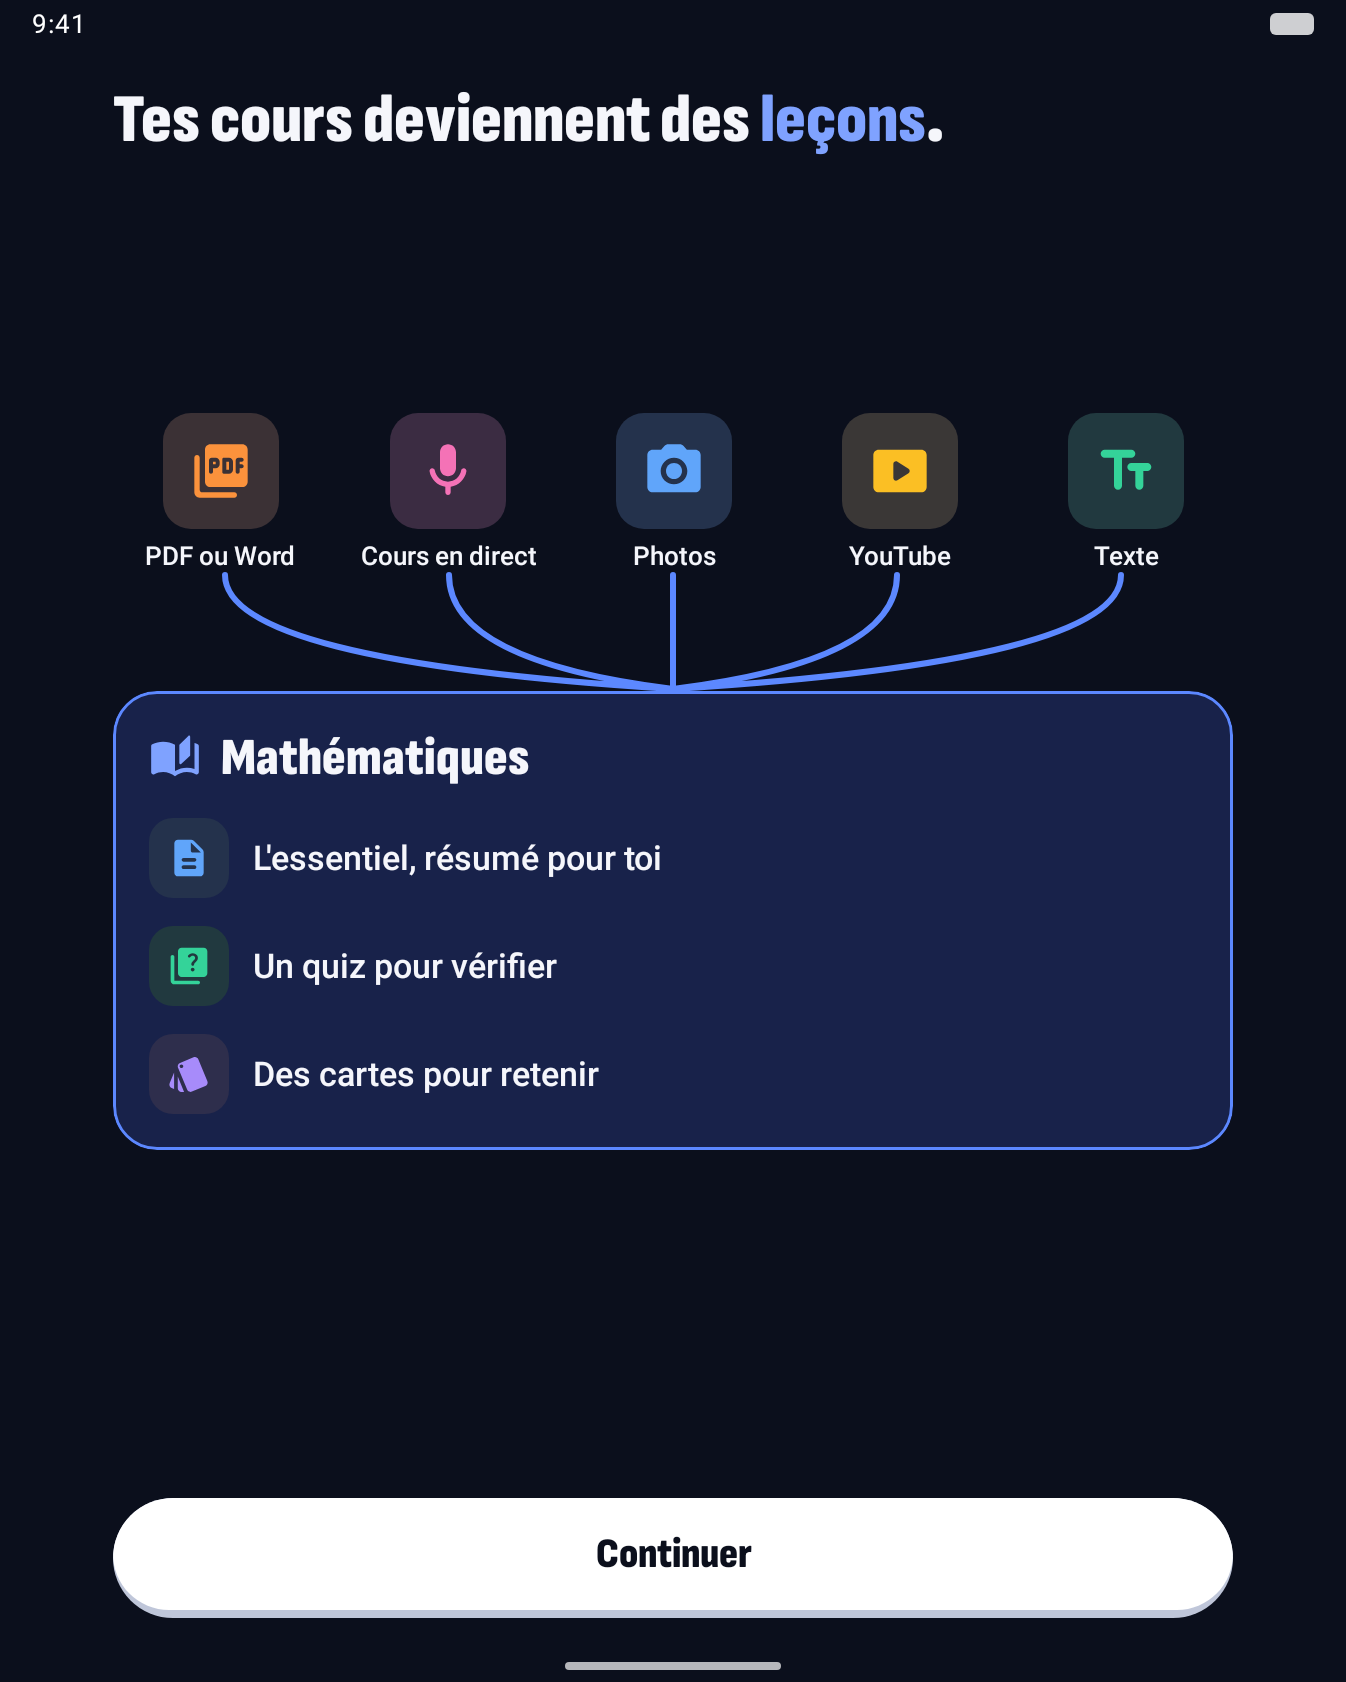 9:41
Tes cours deviennent des leçons.
PDF
PDF ou Word
Cours en direct
Photos
YouTube
TT
Texte
Mathématiques
L'essentiel, résumé pour toi
?
Un quiz pour vérifier
Des cartes pour retenir
Continuer